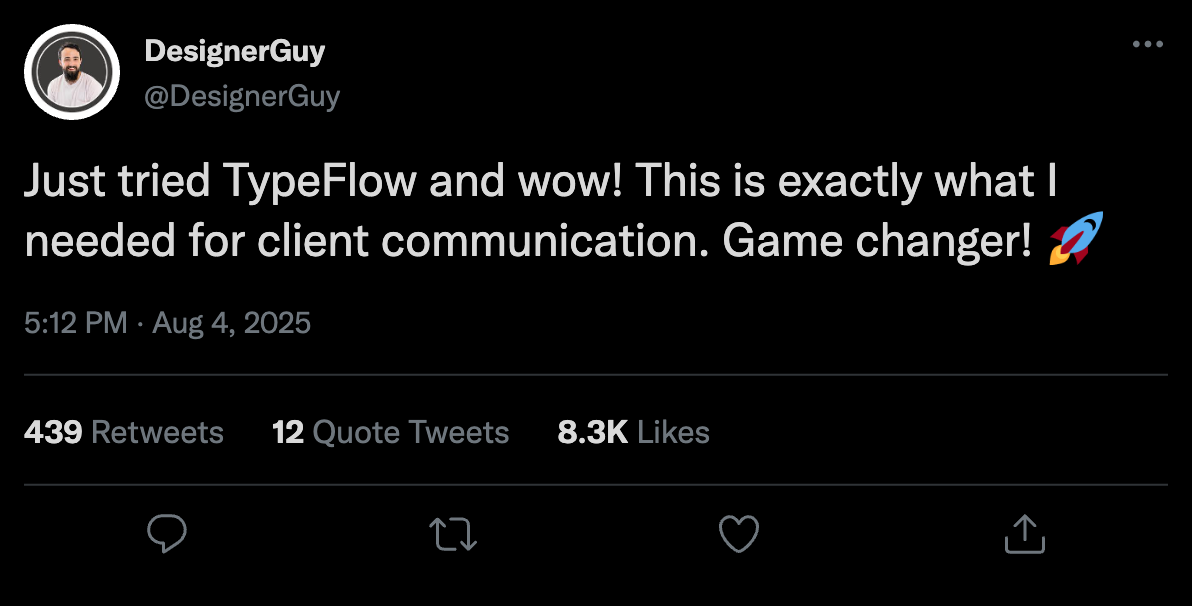 DesignerGuy
@DesignerGuy
Just tried TypeFlow and wow! This is exactly what I
needed for client communication. Game changer! 🚀
5:12 PM · Aug 4, 2025
439 Retweets 12 Quote Tweets 8.3K Likes